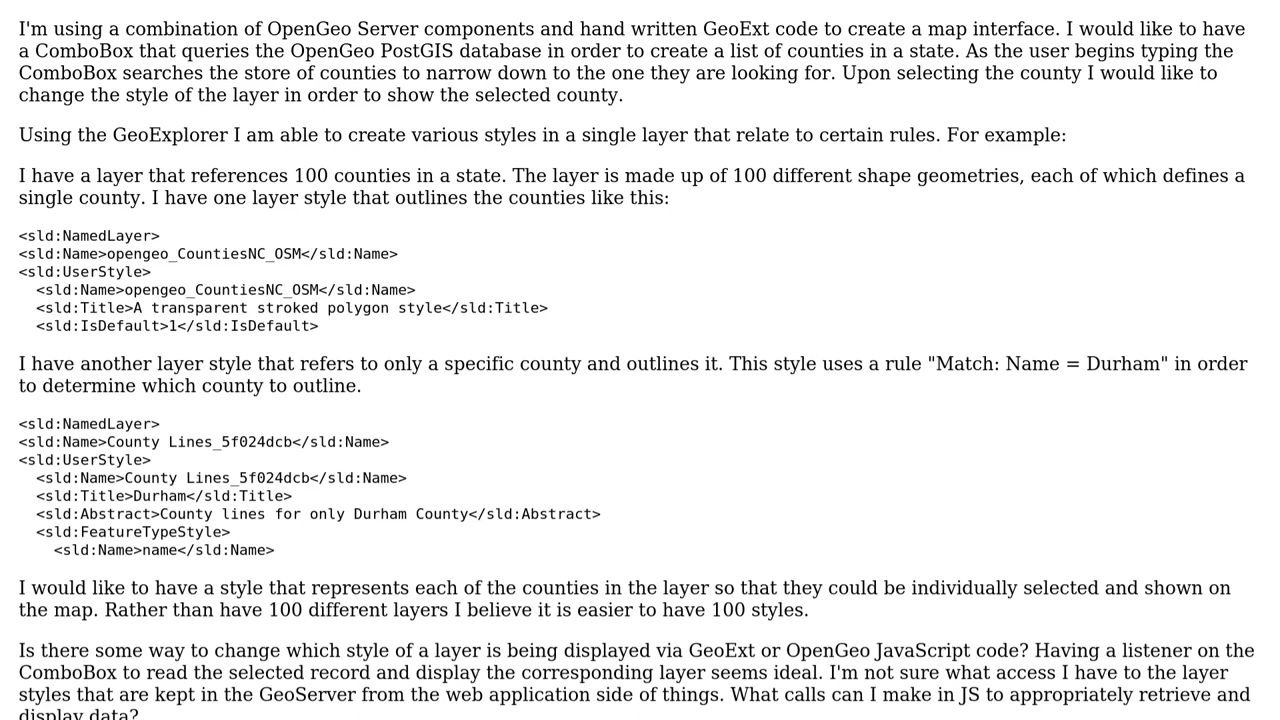 I'm using a combination of OpenGeo Server components and hand written GeoExt code to create a map interface. I would like to have
a ComboBox that queries the OpenGeo PostGIS database in order to create a list of counties in a state. As the user begins typing the
ComboBox searches the store of counties to narrow down to the one they are looking for. Upon selecting the county I would like to
change the style of the layer in order to show the selected county.
Using the GeoExplorer I am able to create various styles in a single layer that relate to certain rules. For example:
I have a layer that references 100 counties in a state. The layer is made up of 100 different shape geometries, each of which defines a
single county. I have one layer style that outlines the counties like this:
<sld:NamedLayer>
<sld:Name>opengeo_CountiesNC_OSM</sld:Name>
<sld:UserStyle>
  <sld:Name>opengeo_CountiesNC_OSM</sld:Name>
  <sld:Title>A transparent stroked polygon style</sld:Title>
  <sld:IsDefault>1</sld:IsDefault>
I have another layer style that refers to only a specific county and outlines it. This style uses a rule "Match: Name = Durham" in order
to determine which county to outline.
<sld:NamedLayer>
<sld:Name>County Lines_5f024dcb</sld:Name>
<sld:UserStyle>
  <sld:Name>County Lines_5f024dcb</sld:Name>
  <sld:Title>Durham</sld:Title>
  <sld:Abstract>County lines for only Durham County</sld:Abstract>
  <sld:FeatureTypeStyle>
    <sld:Name>name</sld:Name>
I would like to have a style that represents each of the counties in the layer so that they could be individually selected and shown on
the map. Rather than have 100 different layers I believe it is easier to have 100 styles.
Is there some way to change which style of a layer is being displayed via GeoExt or OpenGeo JavaScript code? Having a listener on the
ComboBox to read the selected record and display the corresponding layer seems ideal. I'm not sure what access I have to the layer
styles that are kept in the GeoServer from the web application side of things. What calls can I make in JS to appropriately retrieve and
display data?